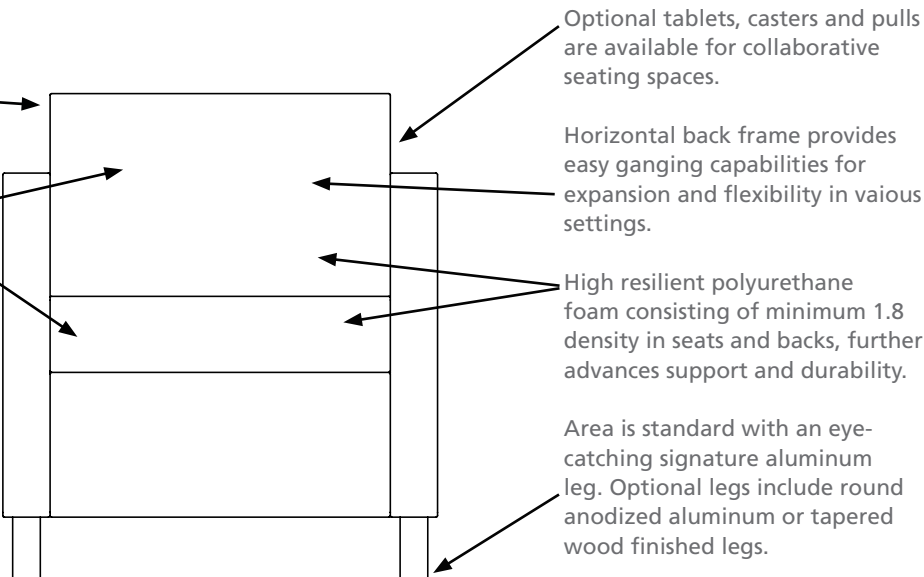 Optional tablets, casters and pulls
are available for collaborative
seating spaces.
Horizontal back frame provides
easy ganging capabilities for
expansion and flexibility in vaious
settings.
High resilient polyurethane
foam consisting of minimum 1.8
density in seats and backs, further
advances support and durability.
Area is standard with an eye-
catching signature aluminum
leg. Optional legs include round
anodized aluminum or tapered
wood finished legs.